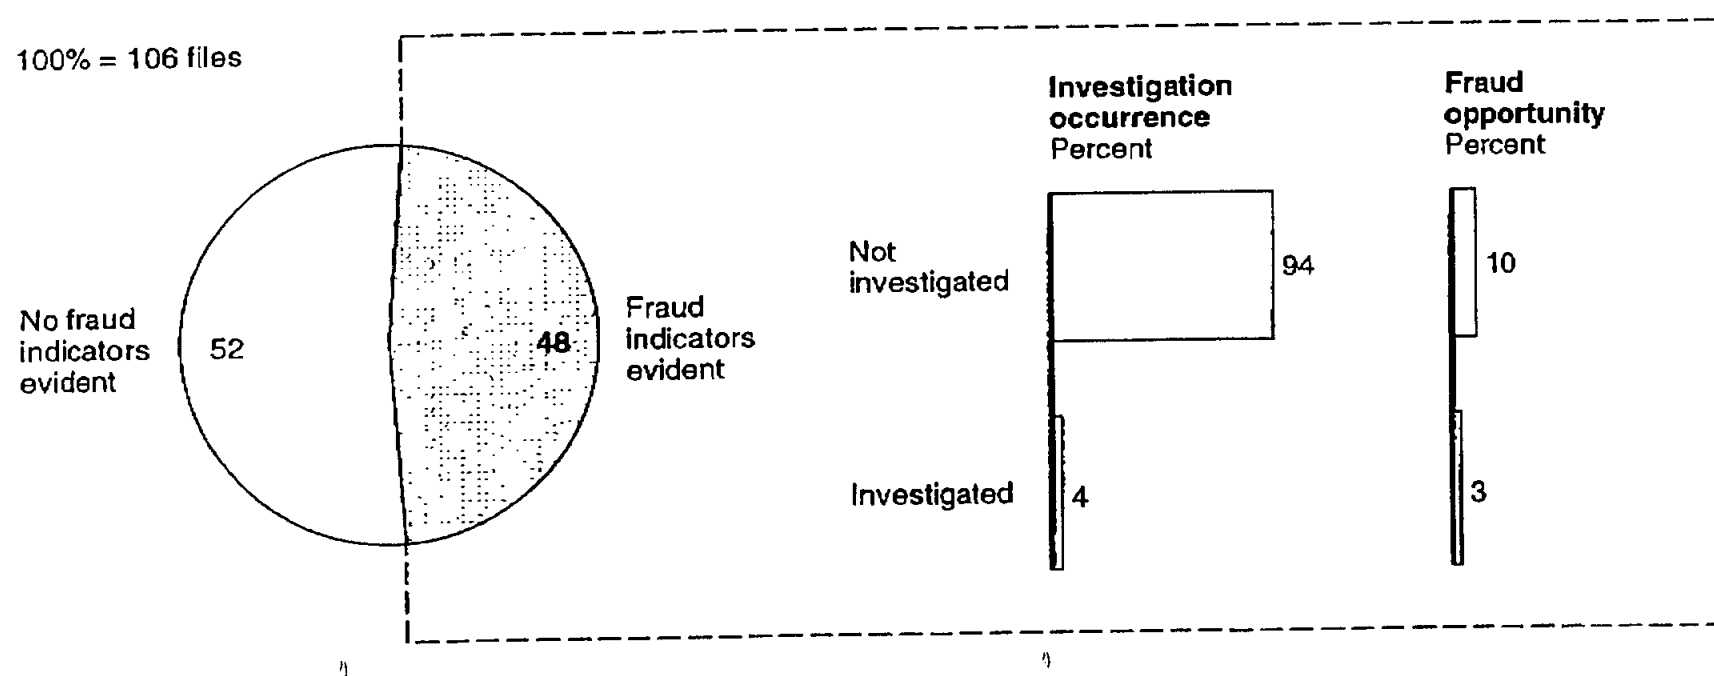 100% = 106 files
No fraud
indicators
evident
52
48
Fraud
indicators
evident
Investigation
occurrence
Percent
Fraud
opportunity
Percent
Not
investigated
94
10
Investigated
4
3